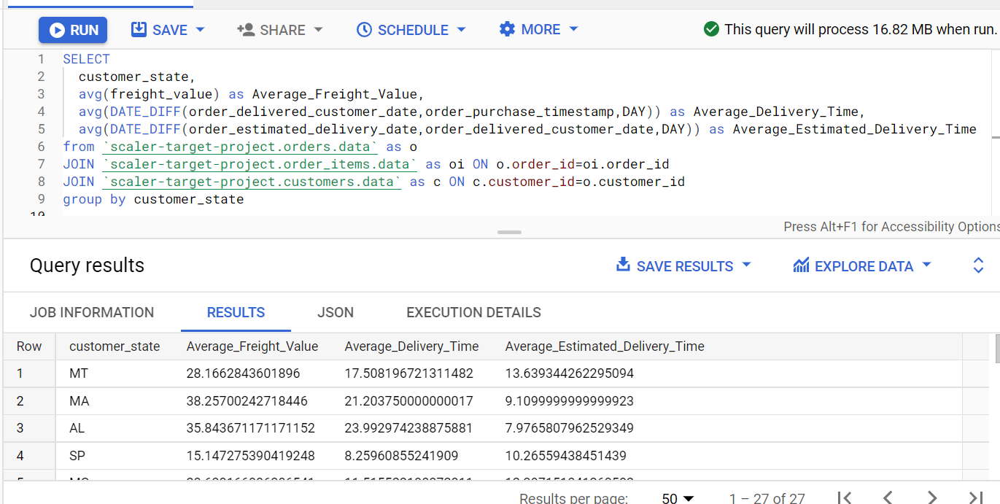 RUN SAVE SHARE SCHEDULE MORE This query will process 16.82 MB when run.
1 SELECT
2 customer_state,
3 avg(freight_value) as Average_Freight_Value,
4 avg(DATE_DIFF(order_delivered_customer_date,order_purchase_timestamp,DAY)) as Average_Delivery_Time,
5 avg(DATE_DIFF(order_estimated_delivery_date,order_delivered_customer_date,DAY)) as Average_Estimated_Delivery_Time
6 from `scaler-target-project.orders.data` as o
7 JOIN `scaler-target-project.order_items.data` as oi ON o.order_id=oi.order_id
8 JOIN `scaler-target-project.customers.data` as c ON c.customer_id=o.customer_id
9 group by customer_state
10
Press Alt+F1 for Accessibility Options
Query results SAVE RESULTS EXPLORE DATA
JOB INFORMATION RESULTS JSON EXECUTION DETAILS
Row customer_state Average_Freight_Value Average_Delivery_Time Average_Estimated_Delivery_Time
1 MT 28.1662843601896 17.508196721311482 13.639344262295094
2 MA 38.25700242718446 21.203750000000017 9.1099999999999923
3 AL 35.843671171171152 23.992974238875881 7.9765807962529349
4 SP 15.147275390419248 8.25960855241909 10.26559438451439
Results per page: 50 1 – 27 of 27